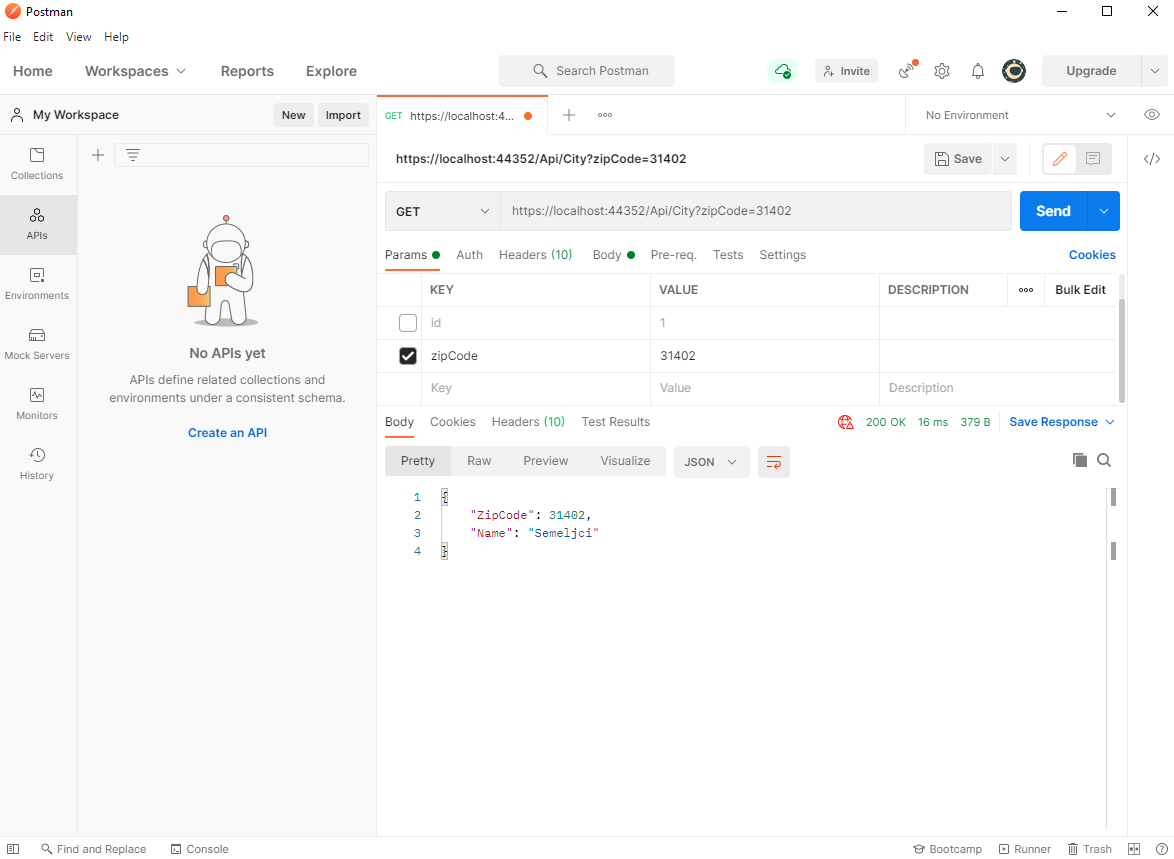 Postman
File Edit View Help
Home Workspaces Reports Explore Search Postman Invite Upgrade
My Workspace New Import
GET https://localhost:4... No Environment
Collections
APIs
Environments
Mock Servers
Monitors
History
No APIs yet
APIs define related collections and
environments under a consistent schema.
Create an API
https://localhost:44352/Api/City?zipCode=31402 Save
GET https://localhost:44352/Api/City?zipCode=31402 Send
Params Auth Headers (10) Body Pre-req. Tests Settings Cookies
KEY VALUE DESCRIPTION Bulk Edit
id 1
zipCode 31402
Key Value Description
Body Cookies Headers (10) Test Results 200 OK 16 ms 379 B Save Response
Pretty Raw Preview Visualize JSON
1 {
2 "ZipCode": 31402,
3 "Name": "Semeljci"
4 }
Find and Replace Console Bootcamp Runner Trash